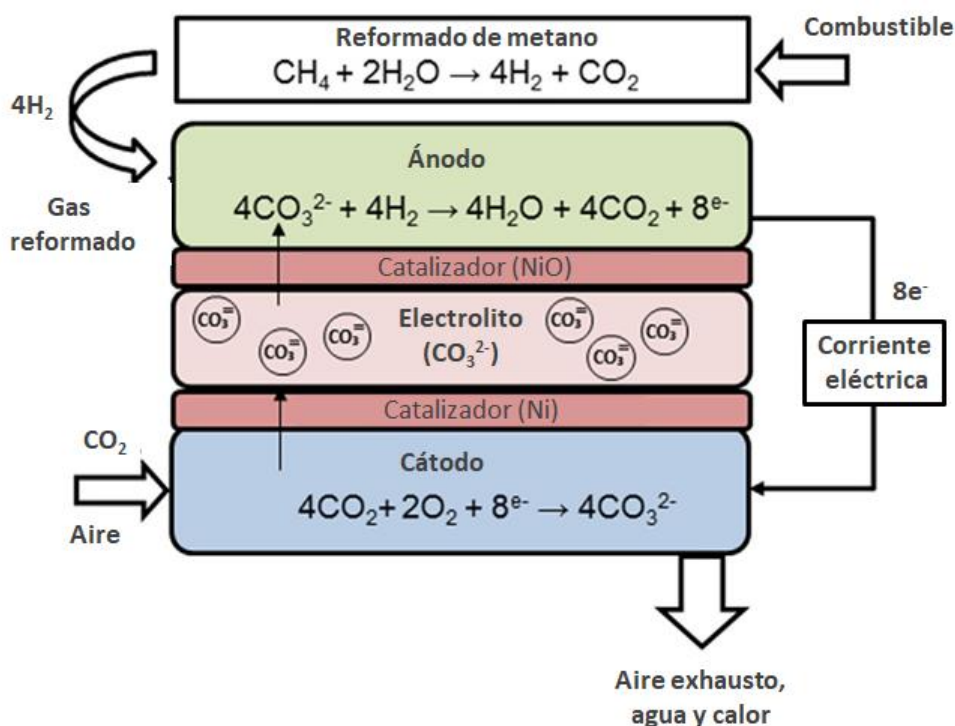 Reformado de metano
CH₄ + 2H₂O → 4H₂ + CO₂
Combustible
4H₂
Gas
reformado
Ánodo
4CO₃²⁻ + 4H₂ → 4H₂O + 4CO₂ + 8ᵉ⁻
Catalizador (NiO)
CO₃⁼
CO₃⁼
CO₃⁼
Electrolito
(CO₃²⁻)
CO₃⁼
CO₃⁼
CO₃⁼
8e⁻
Corriente
eléctrica
Catalizador (Ni)
CO₂
Aire
Cátodo
4CO₂+ 2O₂ + 8ᵉ⁻ → 4CO₃²⁻
Aire exhausto,
agua y calor